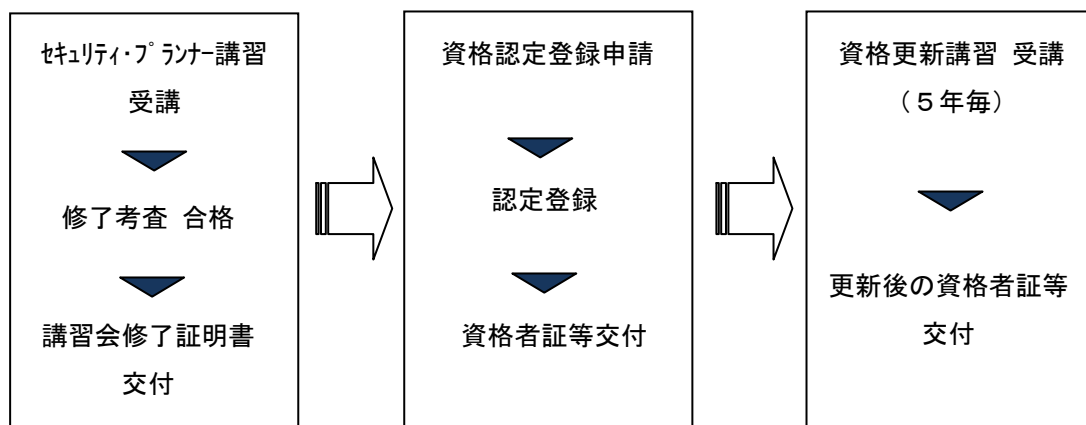 ｾｷｭﾘﾃｨ･ﾌﾟﾗﾝﾅｰ講習
受講
修了考査 合格
講習会修了証明書
交付
資格認定登録申請
認定登録
資格者証等交付
資格更新講習 受講
（５年毎）
更新後の資格者証等
交付